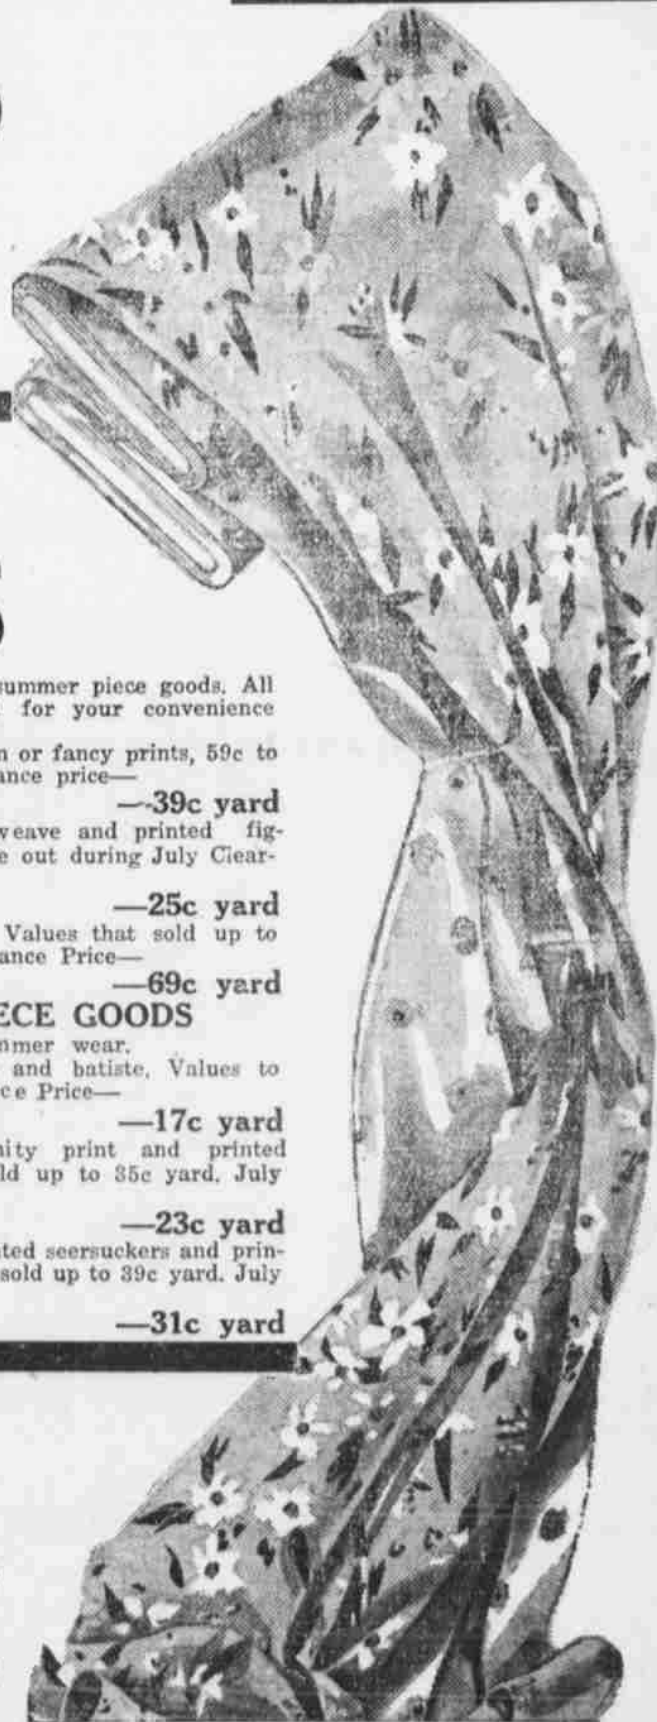 summer piece goods. All
for your convenience
or fancy prints, 59c to
ance price—
—39c yard
weave and printed fig-
e out during July Clear-
—25c yard
Values that sold up to
ance Price—
—69c yard
ECE GOODS
mmer wear.
and batiste. Values to
ce Price—
—17c yard
nity print and printed
ld up to 35c yard. July
—23c yard
ted seersuckers and prin-
sold up to 39c yard. July
—31c yard